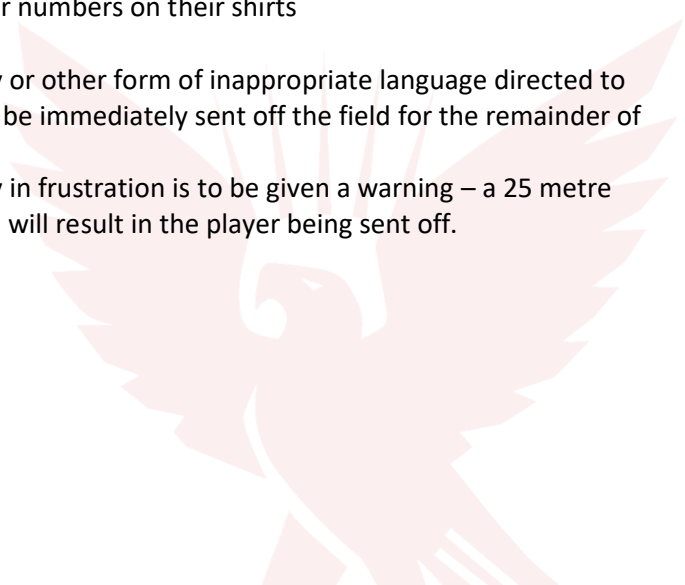 r numbers on their shirts
y or other form of inappropriate language directed to
be immediately sent off the field for the remainder of
y in frustration is to be given a warning – a 25 metre
will result in the player being sent off.